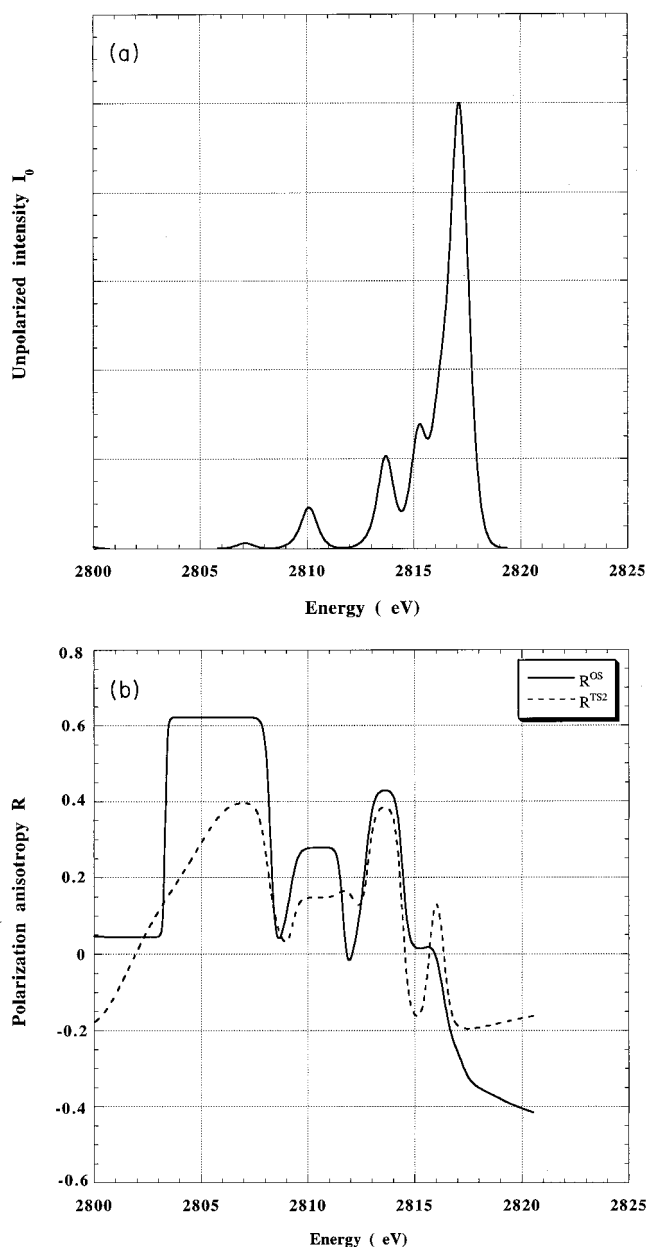 (a)
Unpolarized intensity I0
2800 2805 2810 2815 2820 2825
Energy ( eV)
(b)
R^OS
R^TS2
Polarization anisotropy R
0.8
0.6
0.4
0.2
0
-0.2
-0.4
-0.6
2800 2805 2810 2815 2820 2825
Energy ( eV)